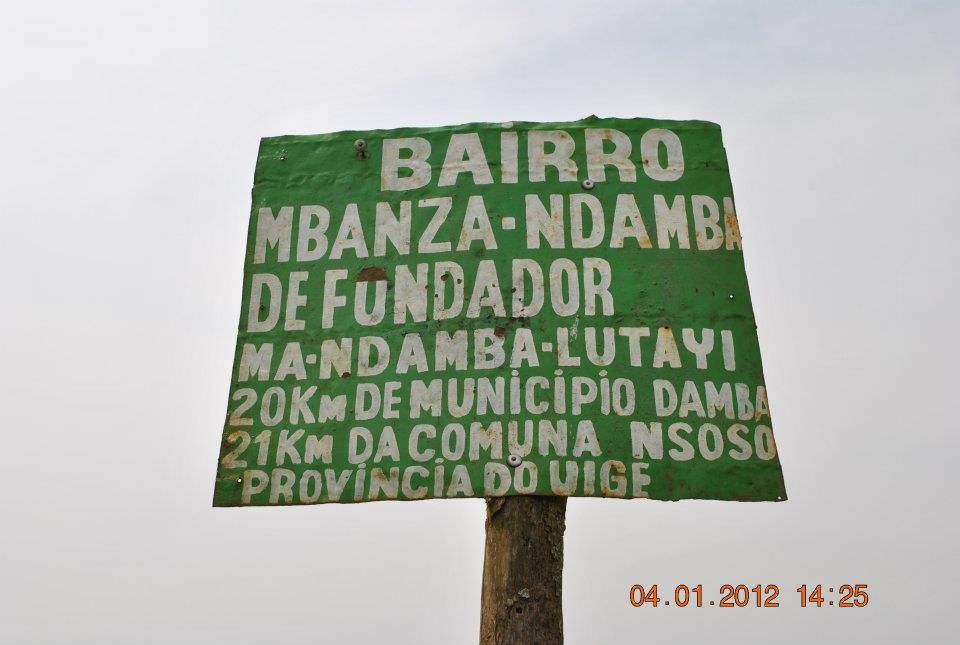 BAIRRO
MBANZA-NDAMBA
DE FUNDADOR
MA-NDAMBA-LUTAYI
20KM DE MUNICÍPIO DAMBA
21KM DA COMUNA NSOSO
PROVÍNCIA DO UIGE
04.01.2012 14:25